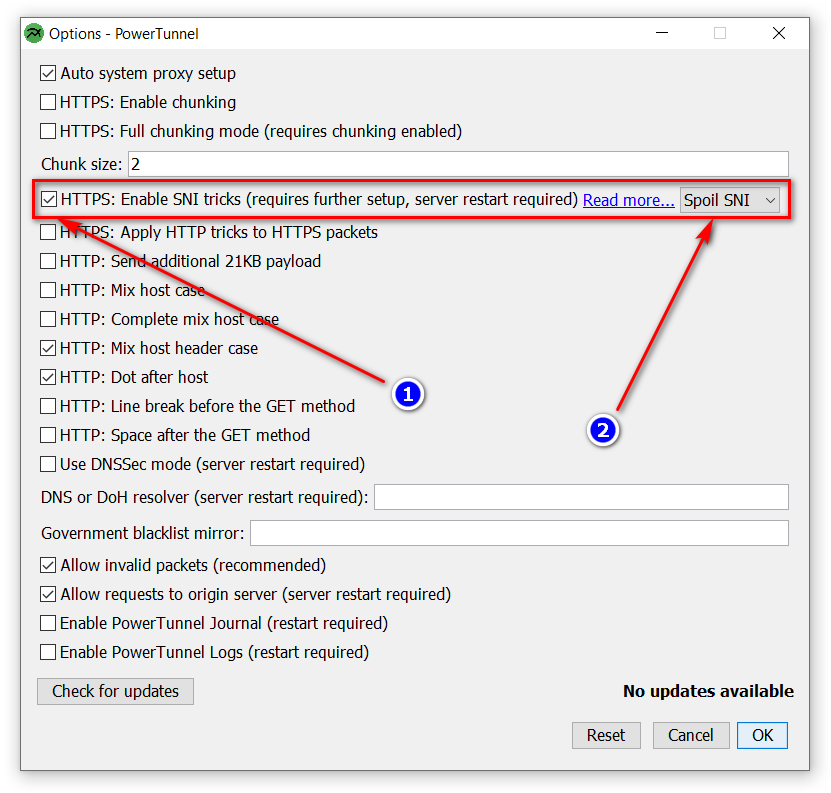 Options - PowerTunnel
Auto system proxy setup
HTTPS: Enable chunking
HTTPS: Full chunking mode (requires chunking enabled)
Chunk size: 2
HTTPS: Enable SNI tricks (requires further setup, server restart required) Read more... Spoil SNI
HTTPS: Apply HTTP tricks to HTTPS packets
HTTP: Send additional 21KB payload
HTTP: Mix host case
HTTP: Complete mix host case
HTTP: Mix host header case
HTTP: Dot after host
1
HTTP: Line break before the GET method
2
HTTP: Space after the GET method
Use DNSSec mode (server restart required)
DNS or DoH resolver (server restart required):
Government blacklist mirror:
Allow invalid packets (recommended)
Allow requests to origin server (server restart required)
Enable PowerTunnel Journal (restart required)
Enable PowerTunnel Logs (restart required)
Check for updates No updates available
Reset Cancel OK